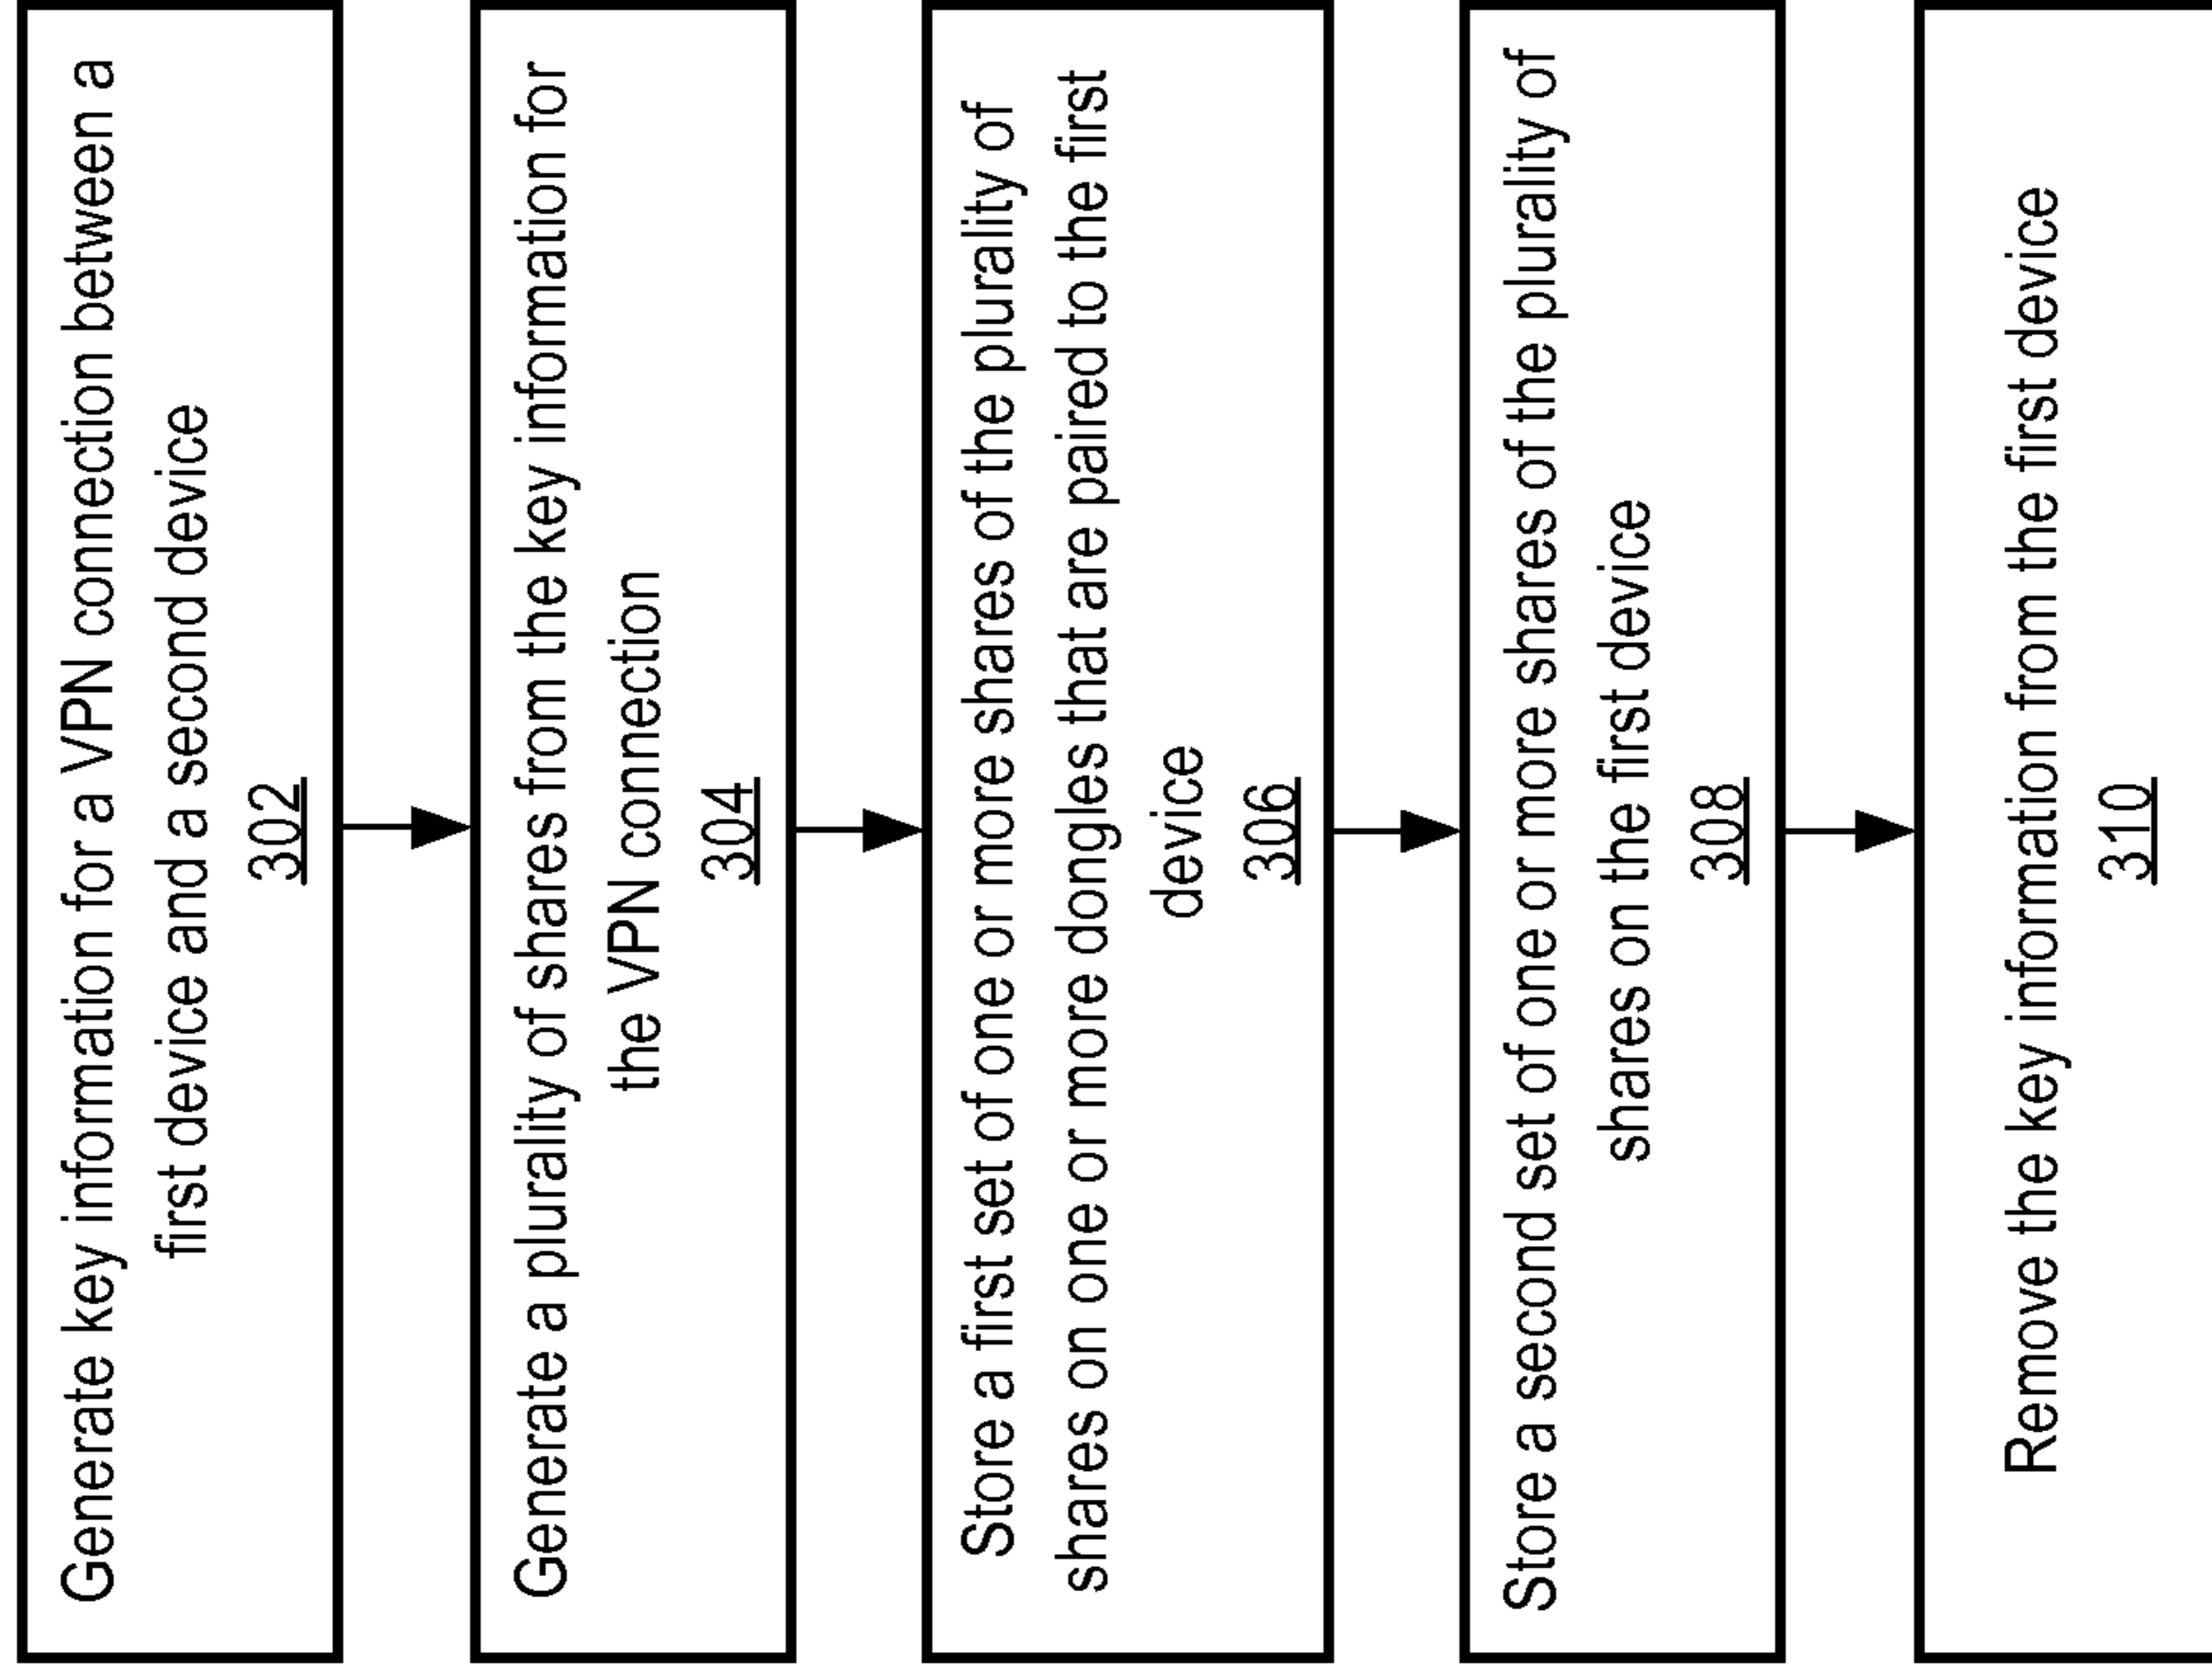 Generate key information for a VPN connection between a
first device and a second device
302
Generate a plurality of shares from the key information for
the VPN connection
304
Store a first set of one or more shares of the plurality of
shares on one or more dongles that are paired to the first
device
306
Store a second set of one or more shares of the plurality of
shares on the first device
308
Remove the key information from the first device
310